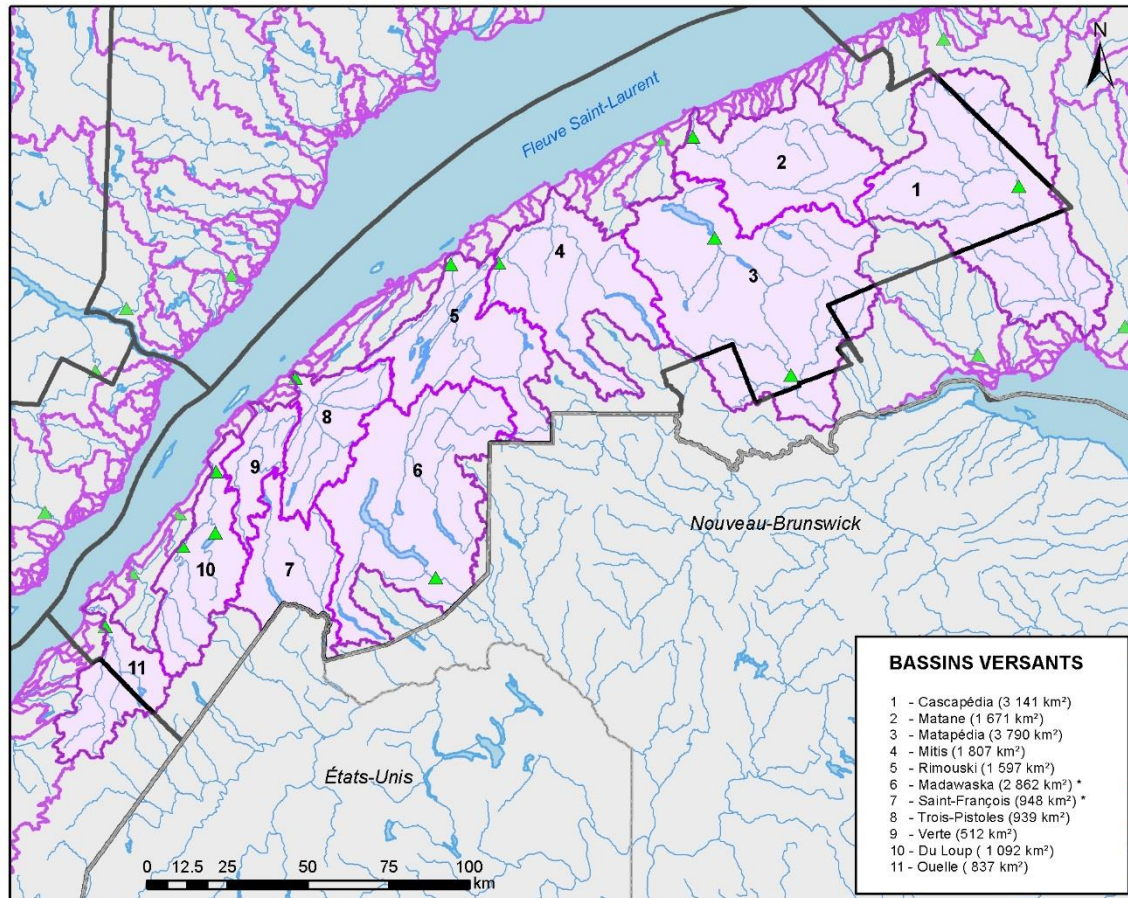 N
Fleuve Saint-Laurent
2
1
4
3
5
8
9
6
Nouveau-Brunswick
10
7
11
États-Unis
BASSINS VERSANTS
1 - Cascapédia (3 141 km²)
2 - Matane (1 671 km²)
3 - Matapédia (3 790 km²)
4 - Mitis (1 807 km²)
5 - Rimouski (1 597 km²)
6 - Madawaska (2 862 km²) *
7 - Saint-François (948 km²) *
8 - Trois-Pistoles (939 km²)
9 - Verte (512 km²)
10 - Du Loup ( 1 092 km²)
11 - Ouelle ( 837 km²)
0 12.5 25 50 75 100
km